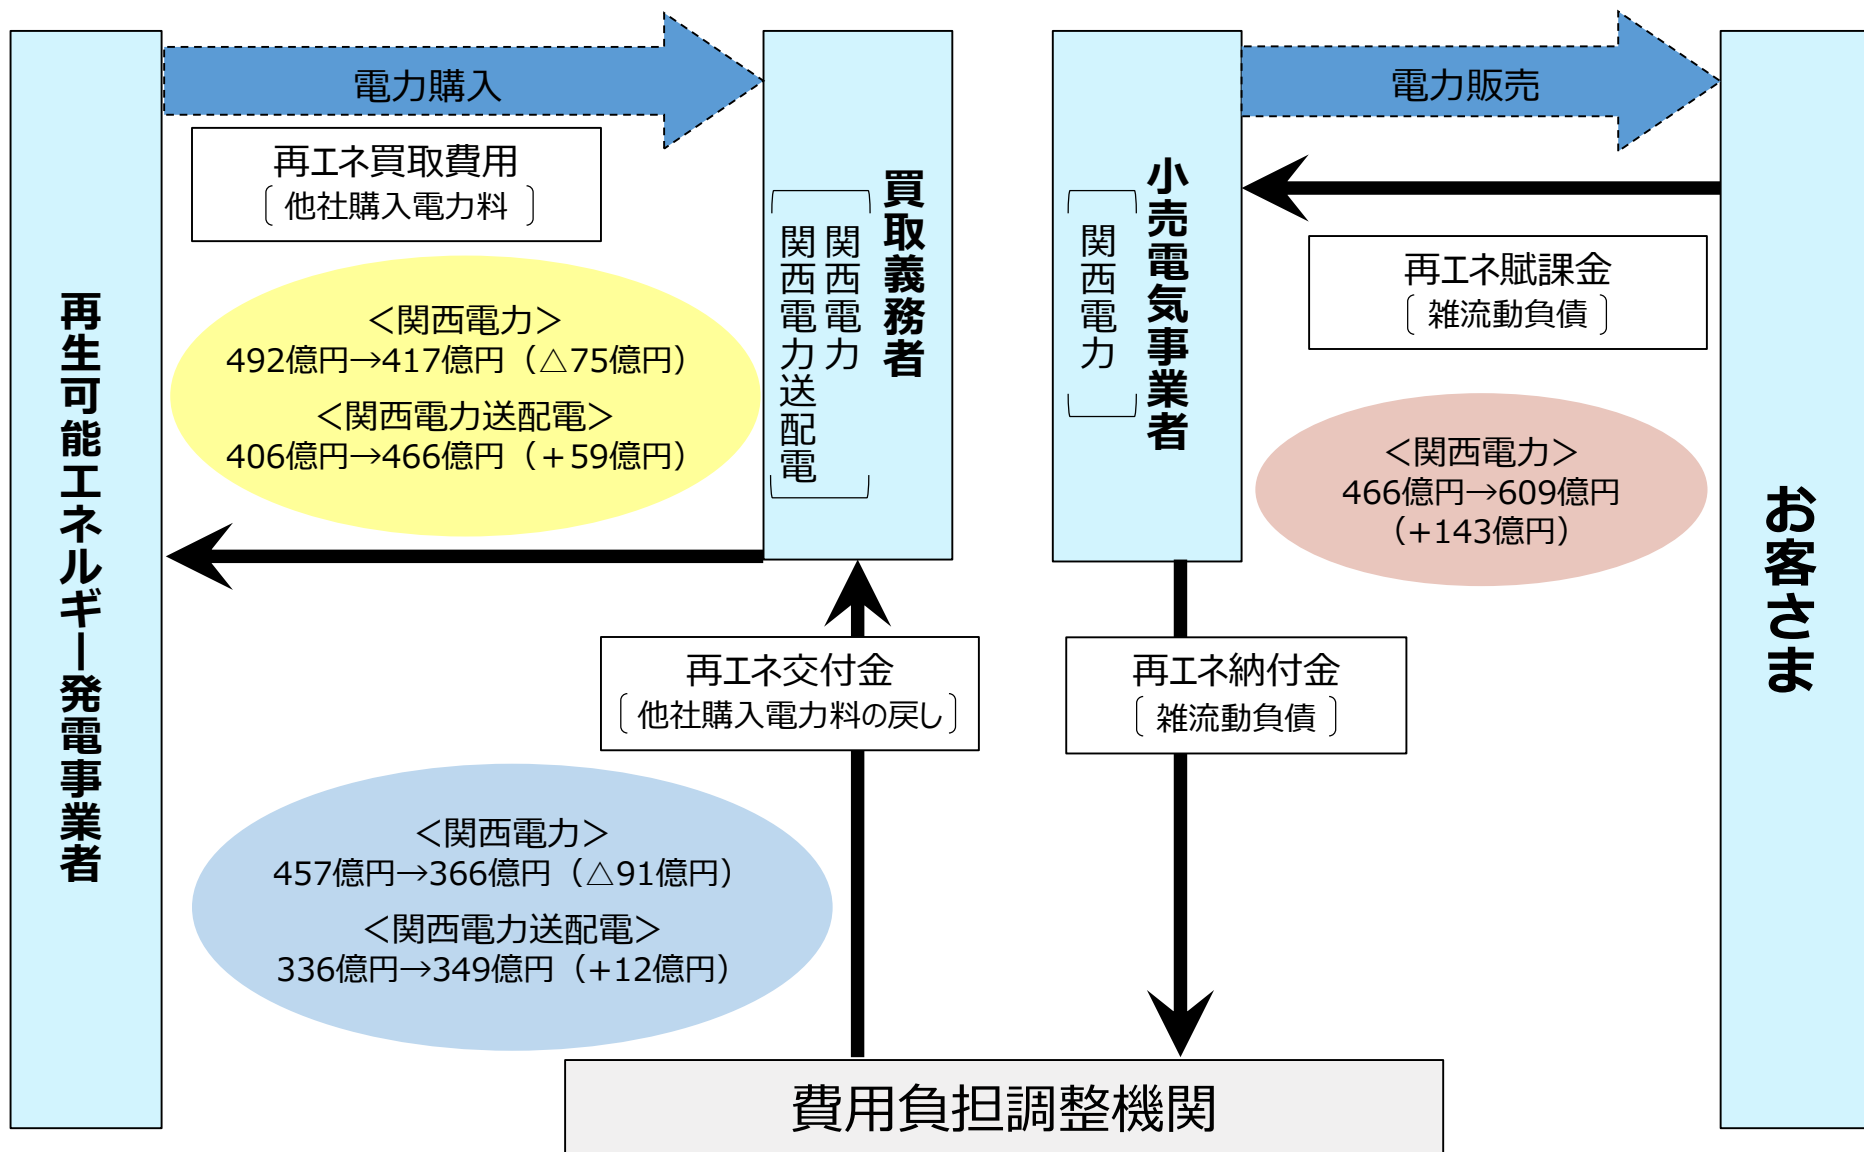 再生可能エネルギー発電事業者
電力購入
再エネ買取費用
［ 他社購入電力料 ］
＜関西電力＞
492億円→417億円（△75億円）
＜関西電力送配電＞
406億円→466億円（＋59億円）
買取義務者
関西電力
関西電力送配電
小売電気事業者
関西電力
電力販売
再エネ賦課金
［ 雑流動負債 ］
＜関西電力＞
466億円→609億円
（+143億円）
お客さま
再エネ交付金
［ 他社購入電力料の戻し ］
再エネ納付金
［ 雑流動負債 ］
＜関西電力＞
457億円→366億円（△91億円）
＜関西電力送配電＞
336億円→349億円（+12億円）
費用負担調整機関